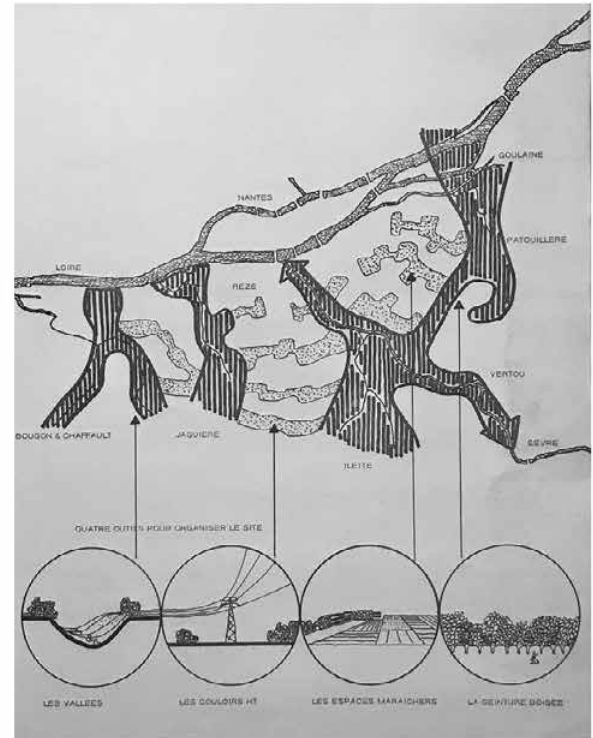 GOULAINE
NANTES
PATOUILLERE
LOIRE
REZE
VERTOU
BOUGON & CHAFFAULT
JAGUIERE
SEVRE
ILETTE
QUATRE OUTILS POUR ORGANISER LE SITE
LES VALLEES
LES COULOIRS HT
LES ESPACES MARAICHERS
LA CEINTURE BOISEE